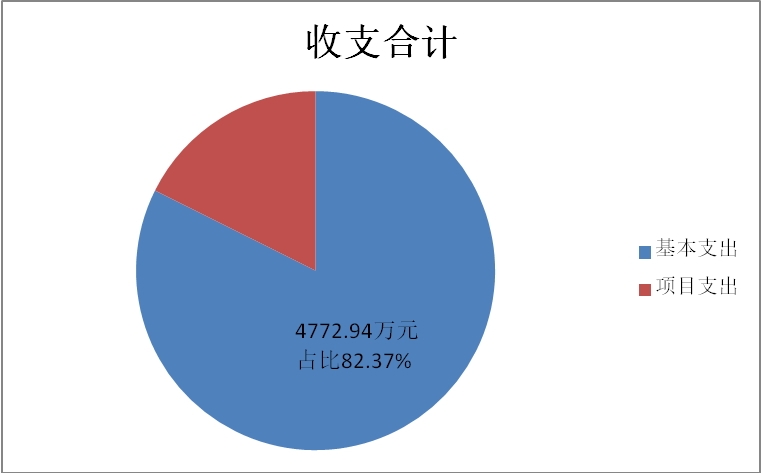 收支合计
基本支出
项目支出
4772.94万元
占比82.37%